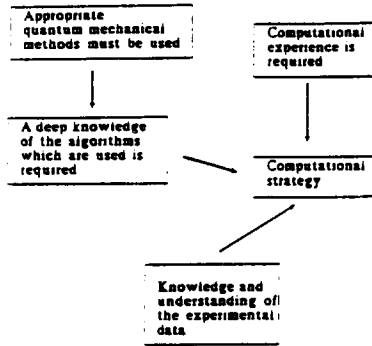 Appropriate
quantum mechanical
methods must be used
Computational
experience is
required
A deep knowledge
of the algorithms
which are used is
required
Computational
strategy
Knowledge and
understanding of
the experimental
data